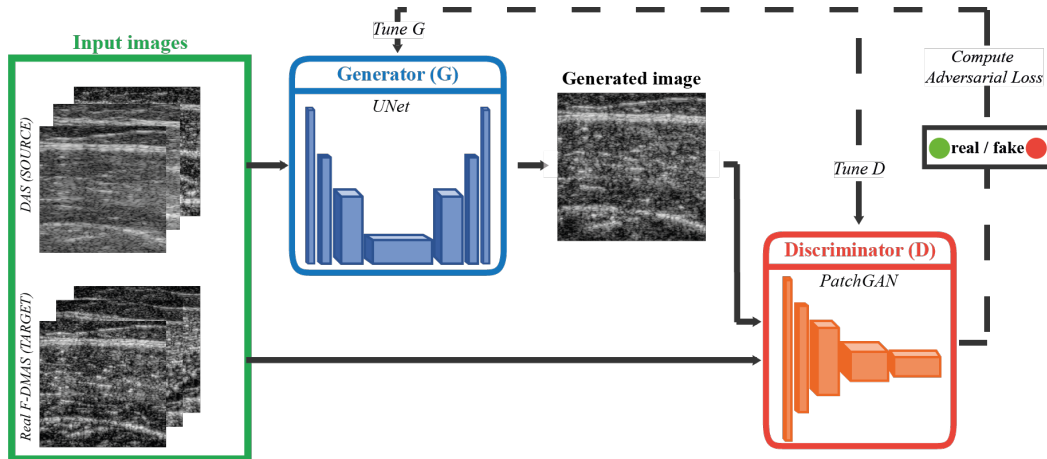 Input images
DAS (SOURCE)
Real F-DMAS (TARGET)
Tune G
Generator (G)
UNet
Generated image
Tune D
Discriminator (D)
PatchGAN
Compute
Adversarial Loss
real / fake